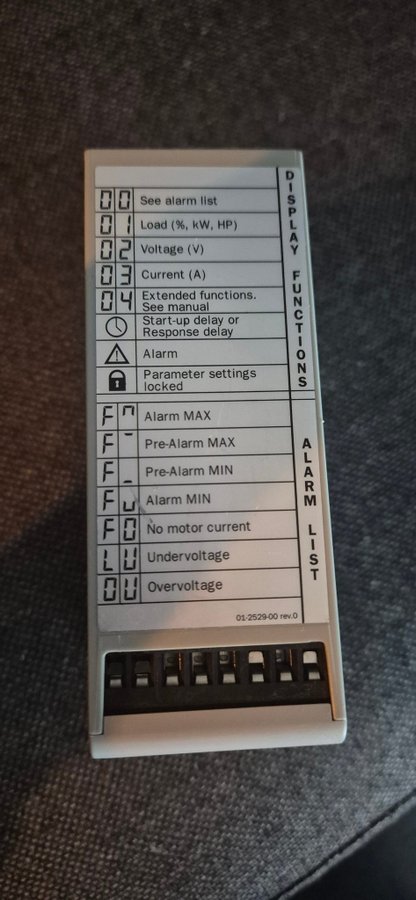 00 See alarm list
01 Load (%, kW, HP)
02 Voltage (V)
03 Current (A)
04 Extended functions.
See manual
Start-up delay or
Response delay
Alarm
Parameter settings
locked
DISPLAY FUNCTIONS
F Alarm MAX
F Pre-Alarm MAX
F Pre-Alarm MIN
F Alarm MIN
F0 No motor current
LU Undervoltage
OU Overvoltage
ALARM LIST
01-2529-00 rev.0